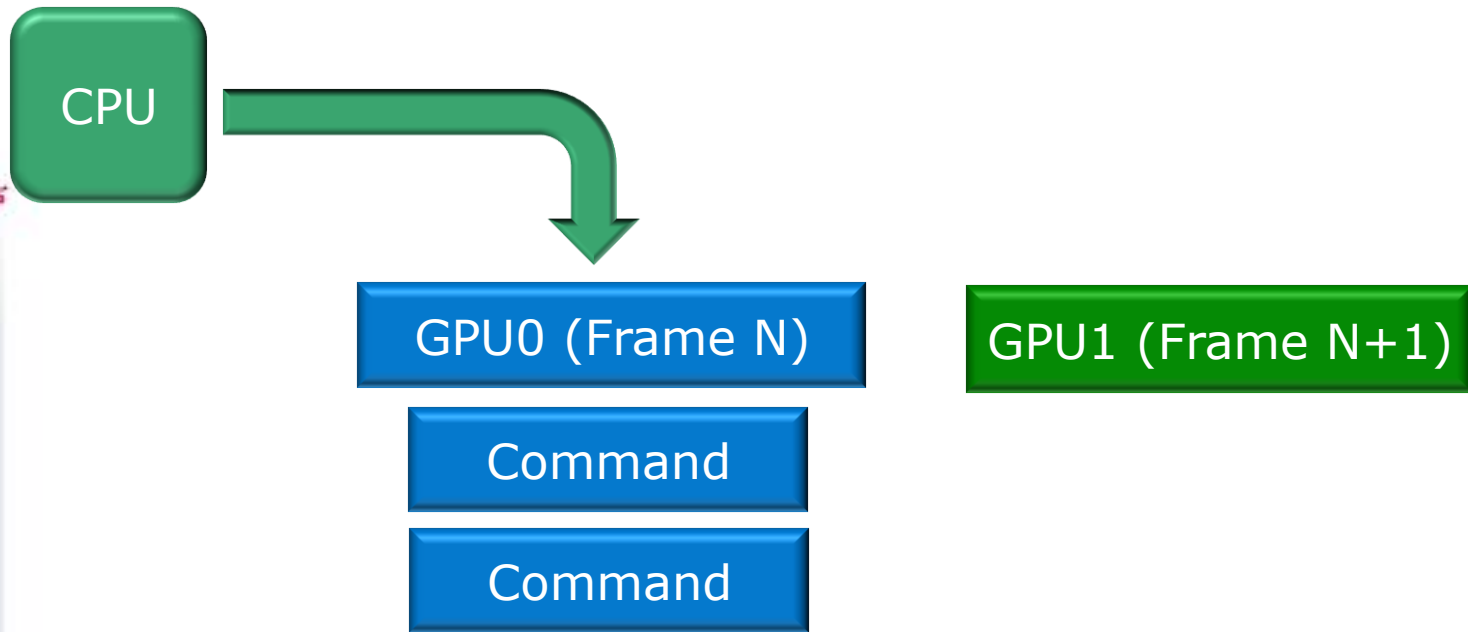 CPU
GPU0 (Frame N)
GPU1 (Frame N+1)
Command
Command